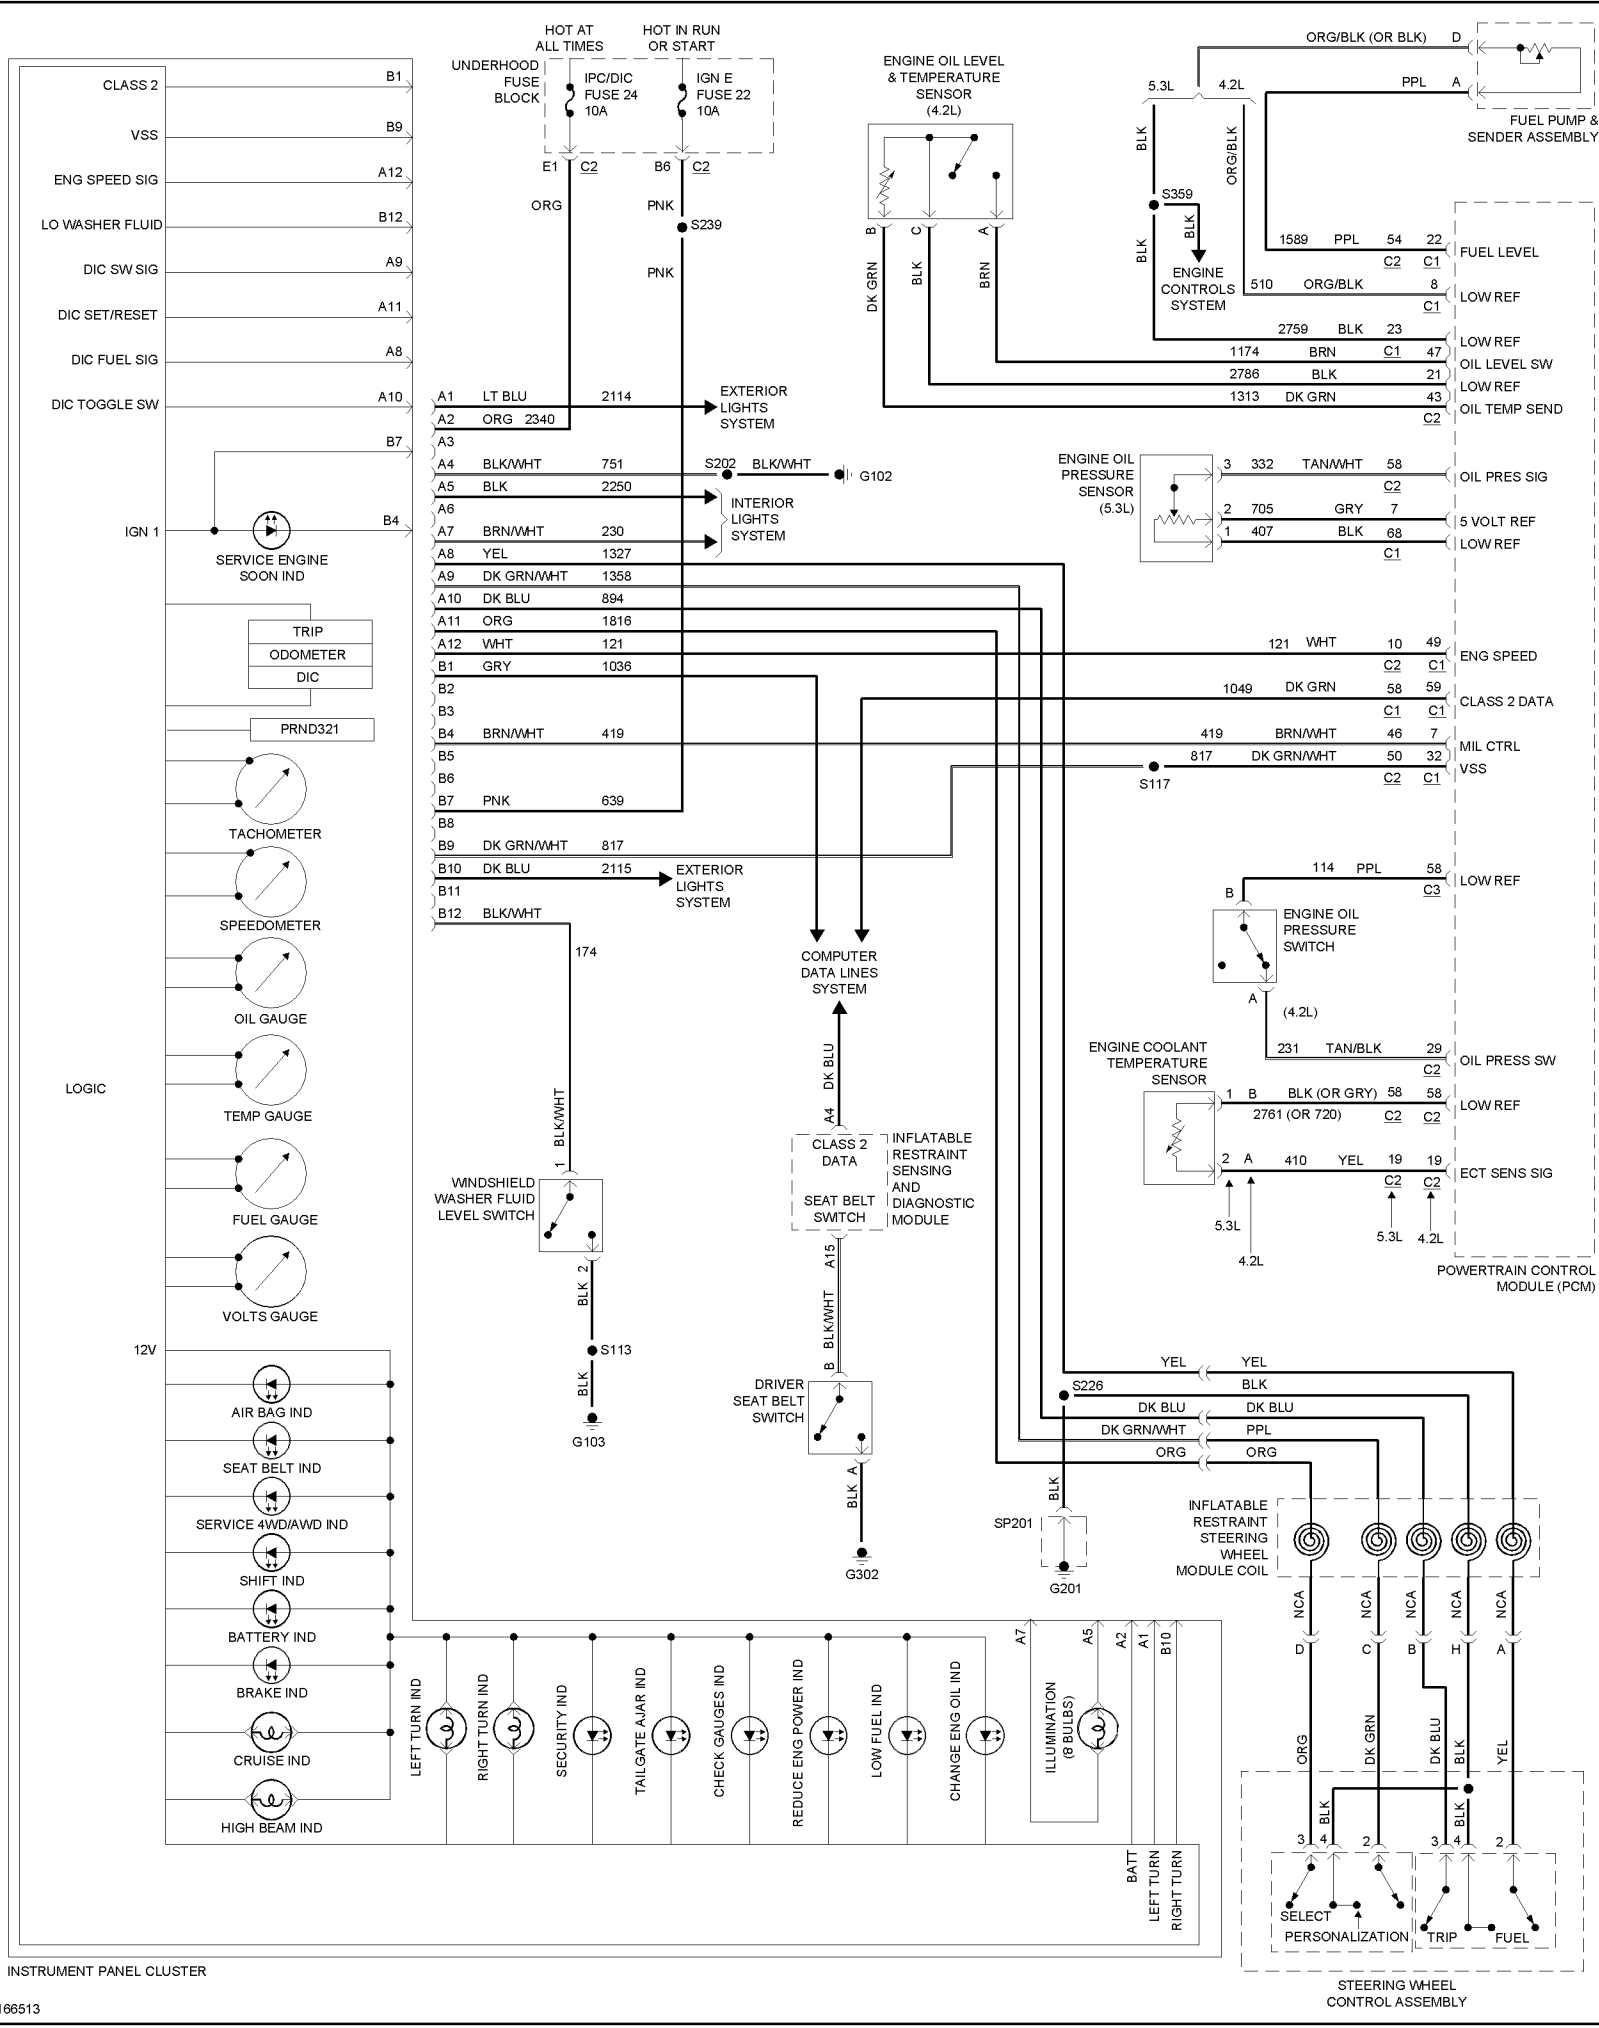 HOT AT
ALL TIMES
HOT IN RUN
OR START
UNDERHOOD
FUSE
BLOCK
IPC/DIC
FUSE 24
10A
IGN E
FUSE 22
10A
E1 C2
B6 C2
ORG
PNK
S239
PNK
CLASS 2 B1
VSS B9
ENG SPEED SIG A12
LO WASHER FLUID B12
DIC SW SIG A9
DIC SET/RESET A11
DIC FUEL SIG A8
DIC TOGGLE SW A10
B7
IGN 1 B4
SERVICE ENGINE
SOON IND
TRIP
ODOMETER
DIC
PRND321
TACHOMETER
SPEEDOMETER
OIL GAUGE
TEMP GAUGE
LOGIC
FUEL GAUGE
VOLTS GAUGE
12V
AIR BAG IND
SEAT BELT IND
SERVICE 4WD/AWD IND
SHIFT IND
BATTERY IND
BRAKE IND
CRUISE IND
HIGH BEAM IND
LEFT TURN IND
RIGHT TURN IND
SECURITY IND
TAILGATE AJAR IND
CHECK GAUGES IND
REDUCE ENG POWER IND
LOW FUEL IND
CHANGE ENG OIL IND
ILLUMINATION
(8 BULBS)
A7 A5 A2 A1 B10
BATT
LEFT TURN
RIGHT TURN
INSTRUMENT PANEL CLUSTER
166513
A1 LT BLU 2114
EXTERIOR
LIGHTS
SYSTEM
A2 ORG 2340
A3
A4 BLK/WHT 751 S202 BLK/WHT G102
A5 BLK 2250
A6
INTERIOR
LIGHTS
SYSTEM
A7 BRN/WHT 230
A8 YEL 1327
A9 DK GRN/WHT 1358
A10 DK BLU 894
A11 ORG 1816
A12 WHT 121
B1 GRY 1036
B2
B3
B4 BRN/WHT 419
B5
B6
B7 PNK 639
B8
B9 DK GRN/WHT 817
B10 DK BLU 2115
EXTERIOR
LIGHTS
SYSTEM
B11
B12 BLK/WHT
174
BLK/WHT
1
WINDSHIELD
WASHER FLUID
LEVEL SWITCH
2
BLK
S113
BLK
G103
COMPUTER
DATA LINES
SYSTEM
DK BLU
A4
CLASS 2
DATA
SEAT BELT
SWITCH
INFLATABLE
RESTRAINT
SENSING
AND
DIAGNOSTIC
MODULE
A15
BLK/WHT
B
DRIVER
SEAT BELT
SWITCH
A
BLK
G302
ENGINE OIL LEVEL
& TEMPERATURE
SENSOR
(4.2L)
B C A
DK GRN
BLK
BRN
5.3L 4.2L
BLK
ORG/BLK
S359
BLK
BLK
ENGINE
CONTROLS
SYSTEM
ORG/BLK (OR BLK) D
PPL A
FUEL PUMP &
SENDER ASSEMBLY
1589 PPL 54 22 FUEL LEVEL
C2 C1
510 ORG/BLK 8 LOW REF
C1
2759 BLK 23 LOW REF
C1
1174 BRN 47 OIL LEVEL SW
2786 BLK 21 LOW REF
1313 DK GRN 43 OIL TEMP SEND
C2
ENGINE OIL
PRESSURE
SENSOR
(5.3L)
3 332 TAN/WHT 58 OIL PRES SIG
C2
2 705 GRY 7 5 VOLT REF
1 407 BLK 68 LOW REF
C1
121 WHT 10 49 ENG SPEED
C2 C1
1049 DK GRN 58 59 CLASS 2 DATA
C1 C1
419 BRN/WHT 46 7 MIL CTRL
817 DK GRN/WHT 50 32 VSS
S117 C2 C1
114 PPL 58 LOW REF
C3
B
ENGINE OIL
PRESSURE
SWITCH
A
(4.2L)
231 TAN/BLK 29 OIL PRESS SW
C2
ENGINE COOLANT
TEMPERATURE
SENSOR
1 B BLK (OR GRY) 58 58 LOW REF
2761 (OR 720) C2 C2
2 A 410 YEL 19 19 ECT SENS SIG
C2 C2
5.3L
4.2L
5.3L
4.2L
POWERTRAIN CONTROL
MODULE (PCM)
YEL YEL
S226 BLK
DK BLU DK BLU
DK GRN/WHT PPL
ORG ORG
BLK
SP201
G201
INFLATABLE
RESTRAINT
STEERING
WHEEL
MODULE COIL
NCA NCA NCA NCA NCA
D C B H A
ORG
DK GRN
DK BLU
BLK
YEL
BLK
BLK
3 4 2 3 4 2
SELECT
PERSONALIZATION
TRIP FUEL
STEERING WHEEL
CONTROL ASSEMBLY